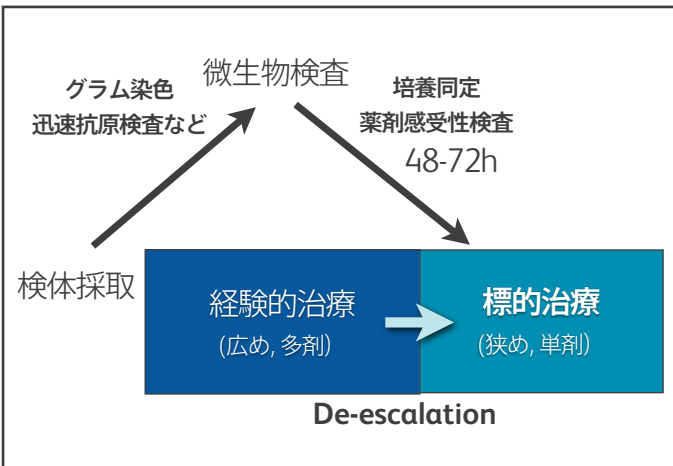 微生物検査
グラム染色
迅速抗原検査など
培養同定
薬剤感受性検査
48-72h
検体採取
経験的治療
(広め, 多剤)
標的治療
(狭め, 単剤)
De-escalation